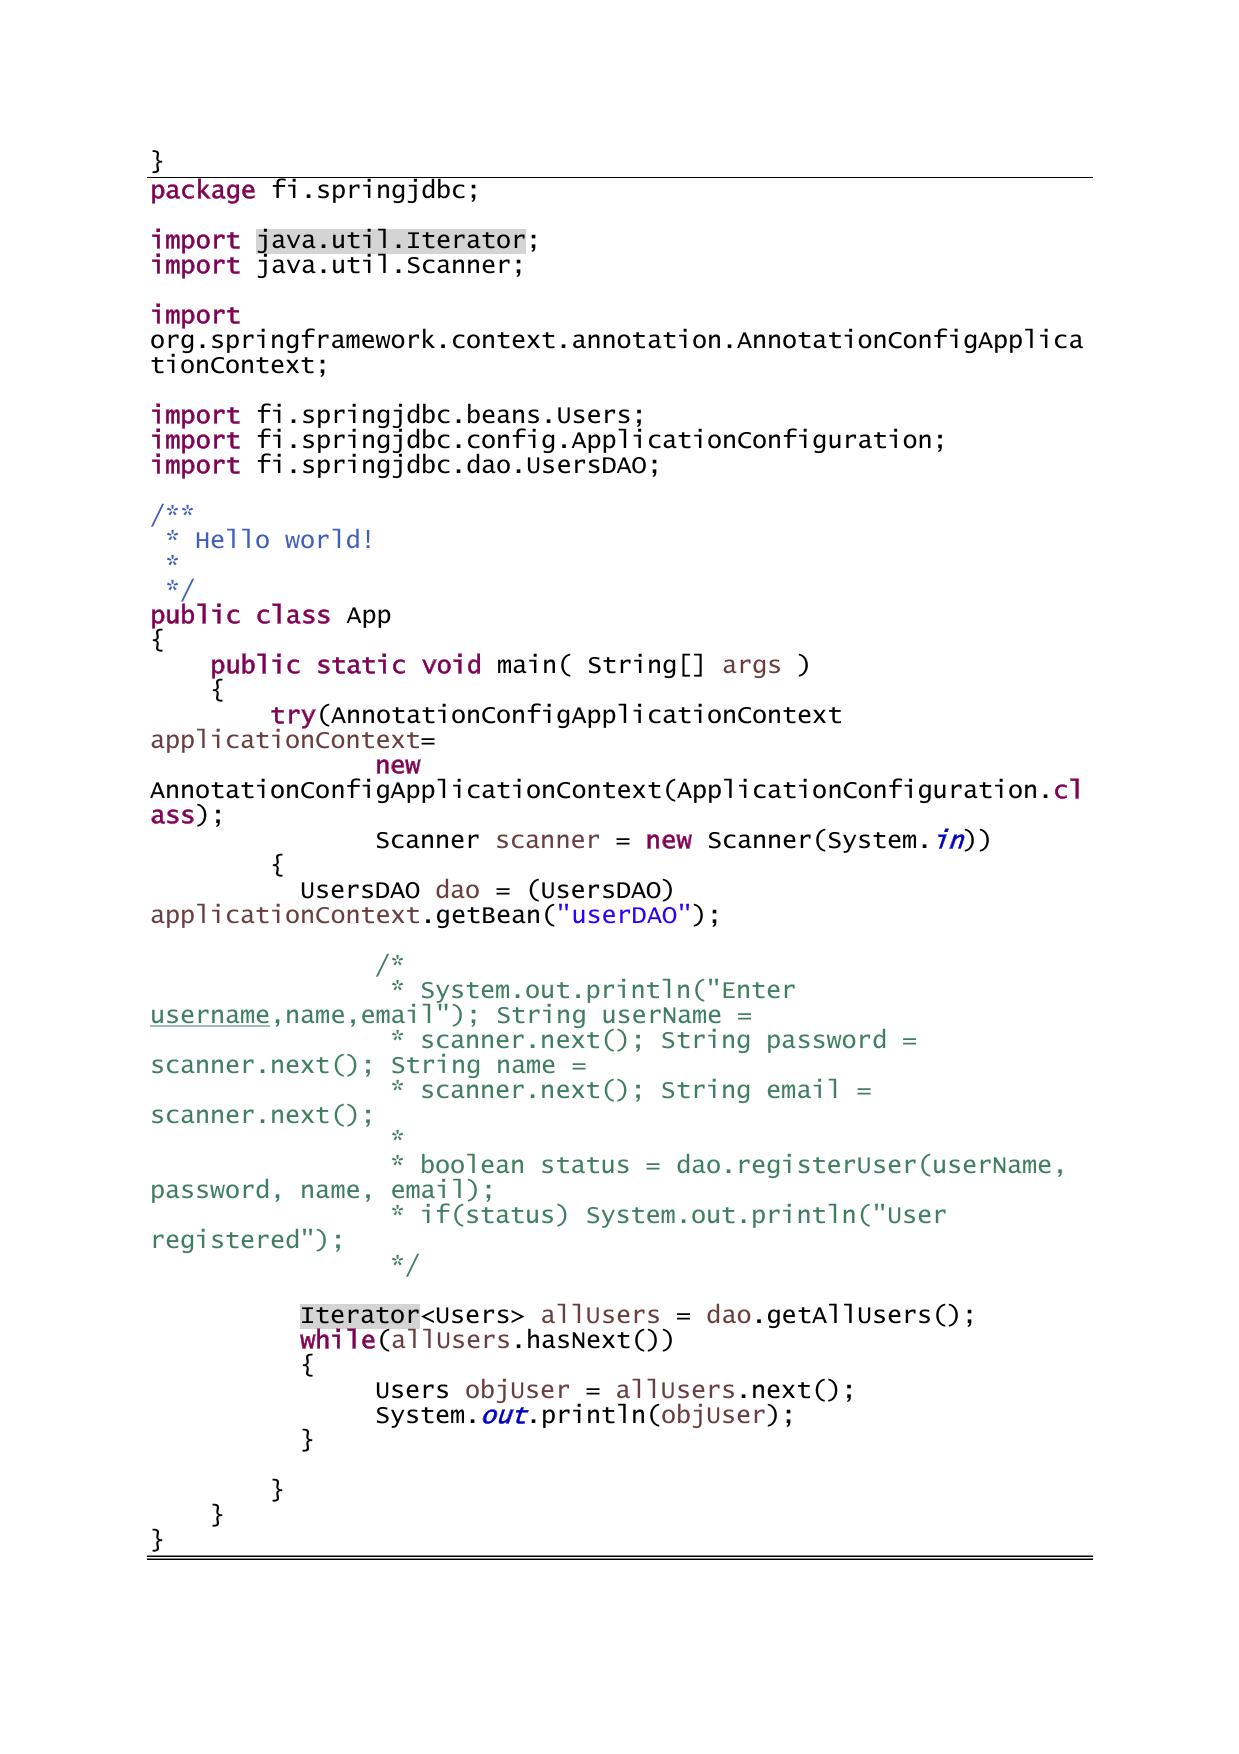 }
package fi.springjdbc;
import java.util.Iterator;
import java.util.Scanner;
import
org.springframework.context.annotation.AnnotationConfigApplica
tionContext;
import fi.springjdbc.beans.Users;
import fi.springjdbc.config.ApplicationConfiguration;
import fi.springjdbc.dao.UsersDAO;
/**
 * Hello world!
 *
 */
public class App
{
    public static void main( String[] args )
    {
        try(AnnotationConfigApplicationContext
applicationContext=
               new
AnnotationConfigApplicationContext(ApplicationConfiguration.cl
ass);
               Scanner scanner = new Scanner(System.in))
        {
          UsersDAO dao = (UsersDAO)
applicationContext.getBean("userDAO");
               /*
                * System.out.println("Enter
username,name,email"); String userName =
                * scanner.next(); String password =
scanner.next(); String name =
                * scanner.next(); String email =
scanner.next();
                *
                * boolean status = dao.registerUser(userName,
password, name, email);
                * if(status) System.out.println("User
registered");
                */
          Iterator<Users> allUsers = dao.getAllUsers();
          while(allUsers.hasNext())
          {
               Users objUser = allUsers.next();
               System.out.println(objUser);
          }
        }
    }
}